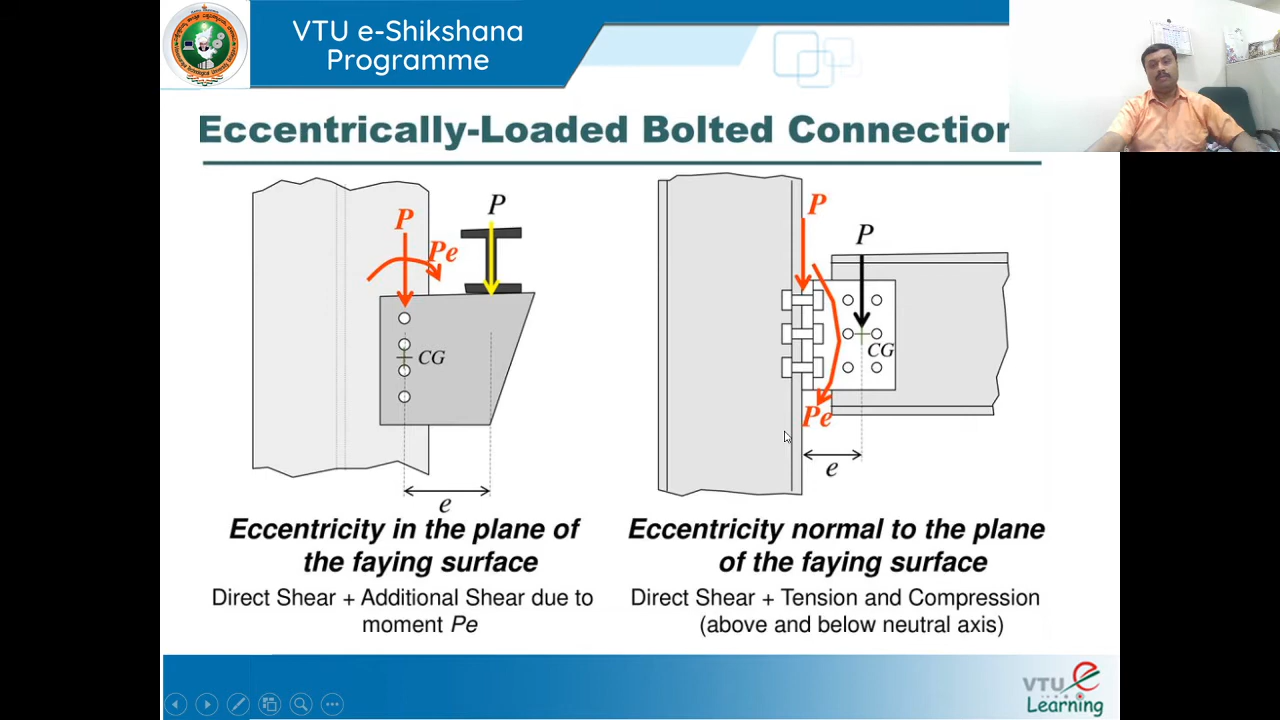 VTU e-Shikshana
Programme
Eccentrically-Loaded Bolted Connection
P
P
Pe
CG
e
P
P
CG
Pe
e
Eccentricity in the plane of
the faying surface
Direct Shear + Additional Shear due to
moment Pe
Eccentricity normal to the plane
of the faying surface
Direct Shear + Tension and Compression
(above and below neutral axis)
VTU e
Learning